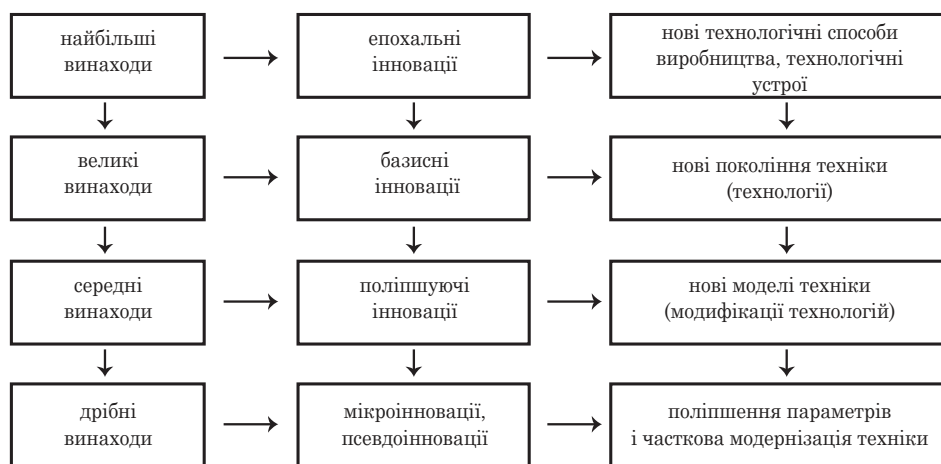 найбільші
винаходи
епохальні
інновації
нові технологічні способи
виробництва, технологічні
устрої
великі
винаходи
базисні
інновації
нові покоління техніки
(технології)
середні
винаходи
поліпшуючі
інновації
нові моделі техніки
(модифікації технологій)
дрібні
винаходи
мікроінновації,
псевдоінновації
поліпшення параметрів
і часткова модернізація техніки